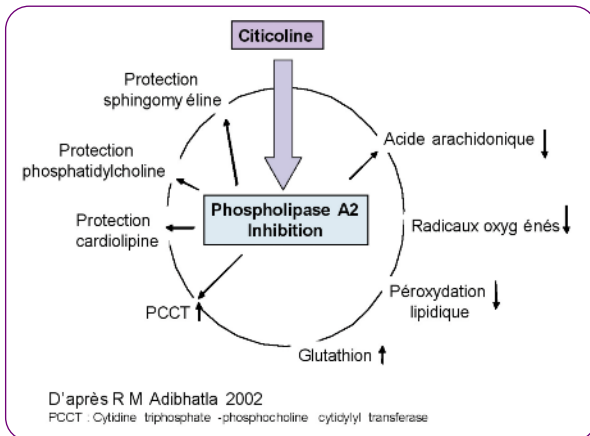 Citicoline
Protection
sphingomy éline
Acide arachidonique
Protection
phosphatidylcholine
Phospholipase A2
Inhibition
Protection
cardiolipine
Radicaux oxyg énés
Péroxydation
lipidique
PCCT
Glutathion
D'après R M Adibhatla 2002
PCCT : Cytidine triphosphate -phosphocholine cytidylyl transferase